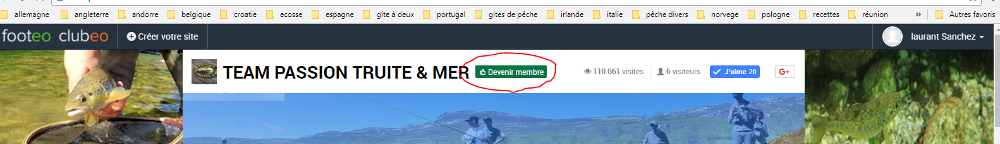 allemagne angleterre andorre belgique croatie ecosse espagne gîte à deux portugal gites de pêche irlande italie pêche divers norvege pologne recettes réunion » Autres favoris
footeo clubeo Créer votre site laurant Sanchez
TEAM PASSION TRUITE & MER Devenir membre 110 061 visites 6 visiteurs J'aime 20 G+